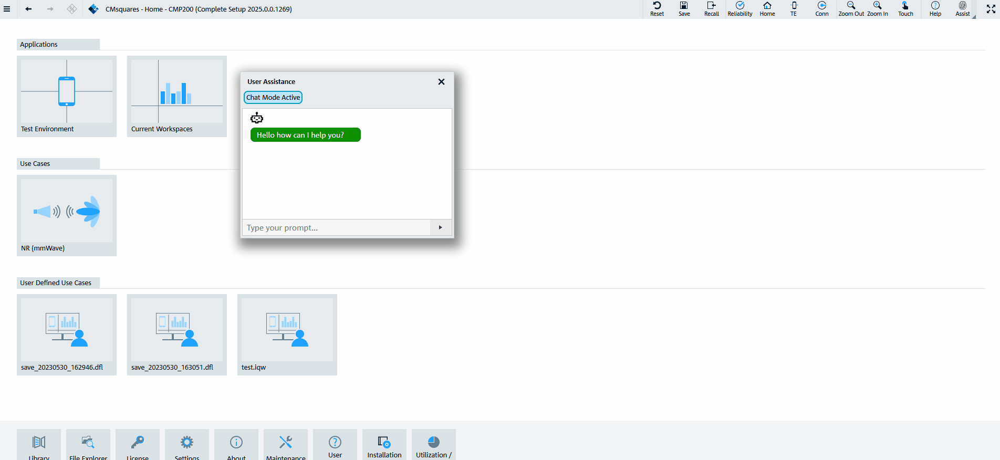 CMsquares - Home - CMP200 (Complete Setup 2025.0.0.1269)
Reset Save Recall Reliability Home TE Conn Zoom Out Zoom In Touch Help Assist
Applications
Test Environment
Current Workspaces
User Assistance
Chat Mode Active
Hello how can I help you?
Type your prompt...
Use Cases
NR (mmWave)
User Defined Use Cases
save_20230530_162946.dfl
save_20230530_163051.dfl
test.iqw
Library
File Explorer
License
Settings
About
Maintenance
User
Installation
Utilization /